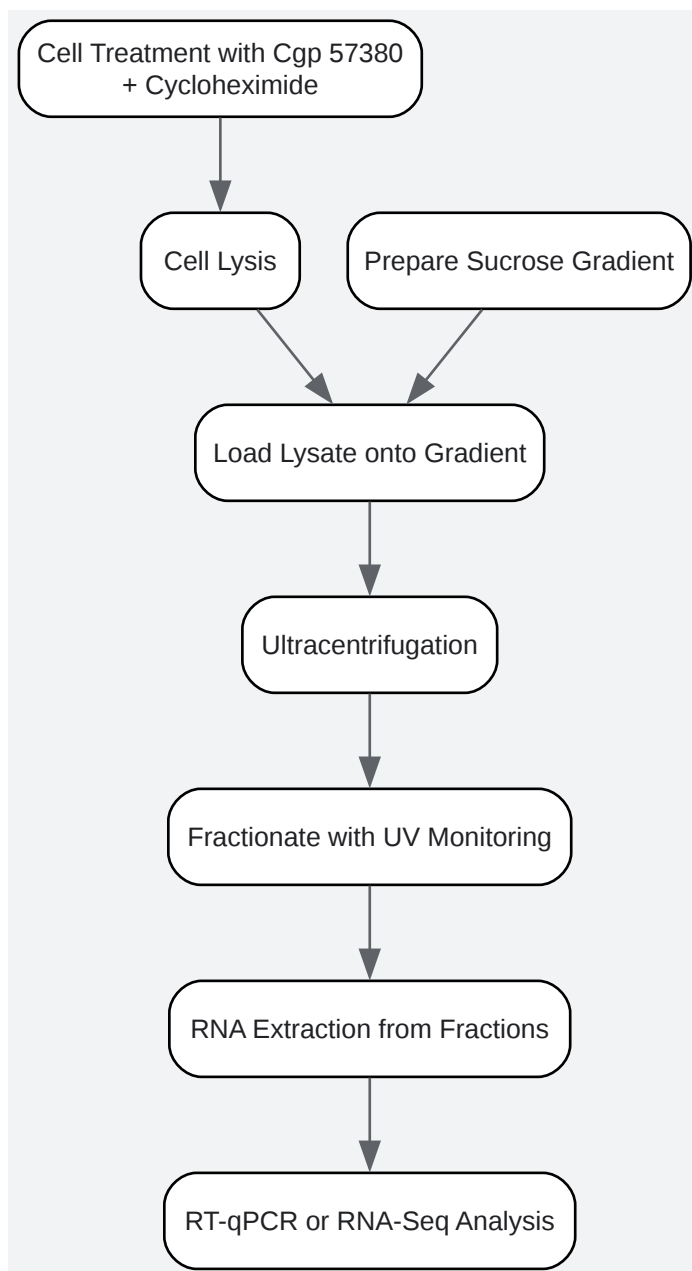 Cell Treatment with Cgp 57380
+ Cycloheximide
Cell Lysis
Prepare Sucrose Gradient
Load Lysate onto Gradient
Ultracentrifugation
Fractionate with UV Monitoring
RNA Extraction from Fractions
RT-qPCR or RNA-Seq Analysis